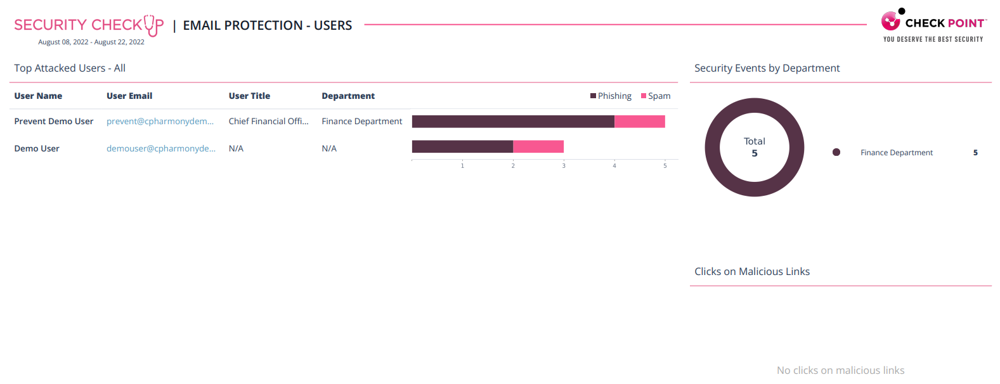 SECURITY CHECKUP | EMAIL PROTECTION - USERS
August 08, 2022 - August 22, 2022
CHECK POINT™
YOU DESERVE THE BEST SECURITY
Top Attacked Users - All
User Name User Email User Title Department Phishing Spam
Prevent Demo User prevent@cpharmonydem... Chief Financial Offi... Finance Department
Demo User demouser@cpharmonyde... N/A N/A
1 2 3 4 5
Security Events by Department
Total
5
Finance Department 5
Clicks on Malicious Links
No clicks on malicious links